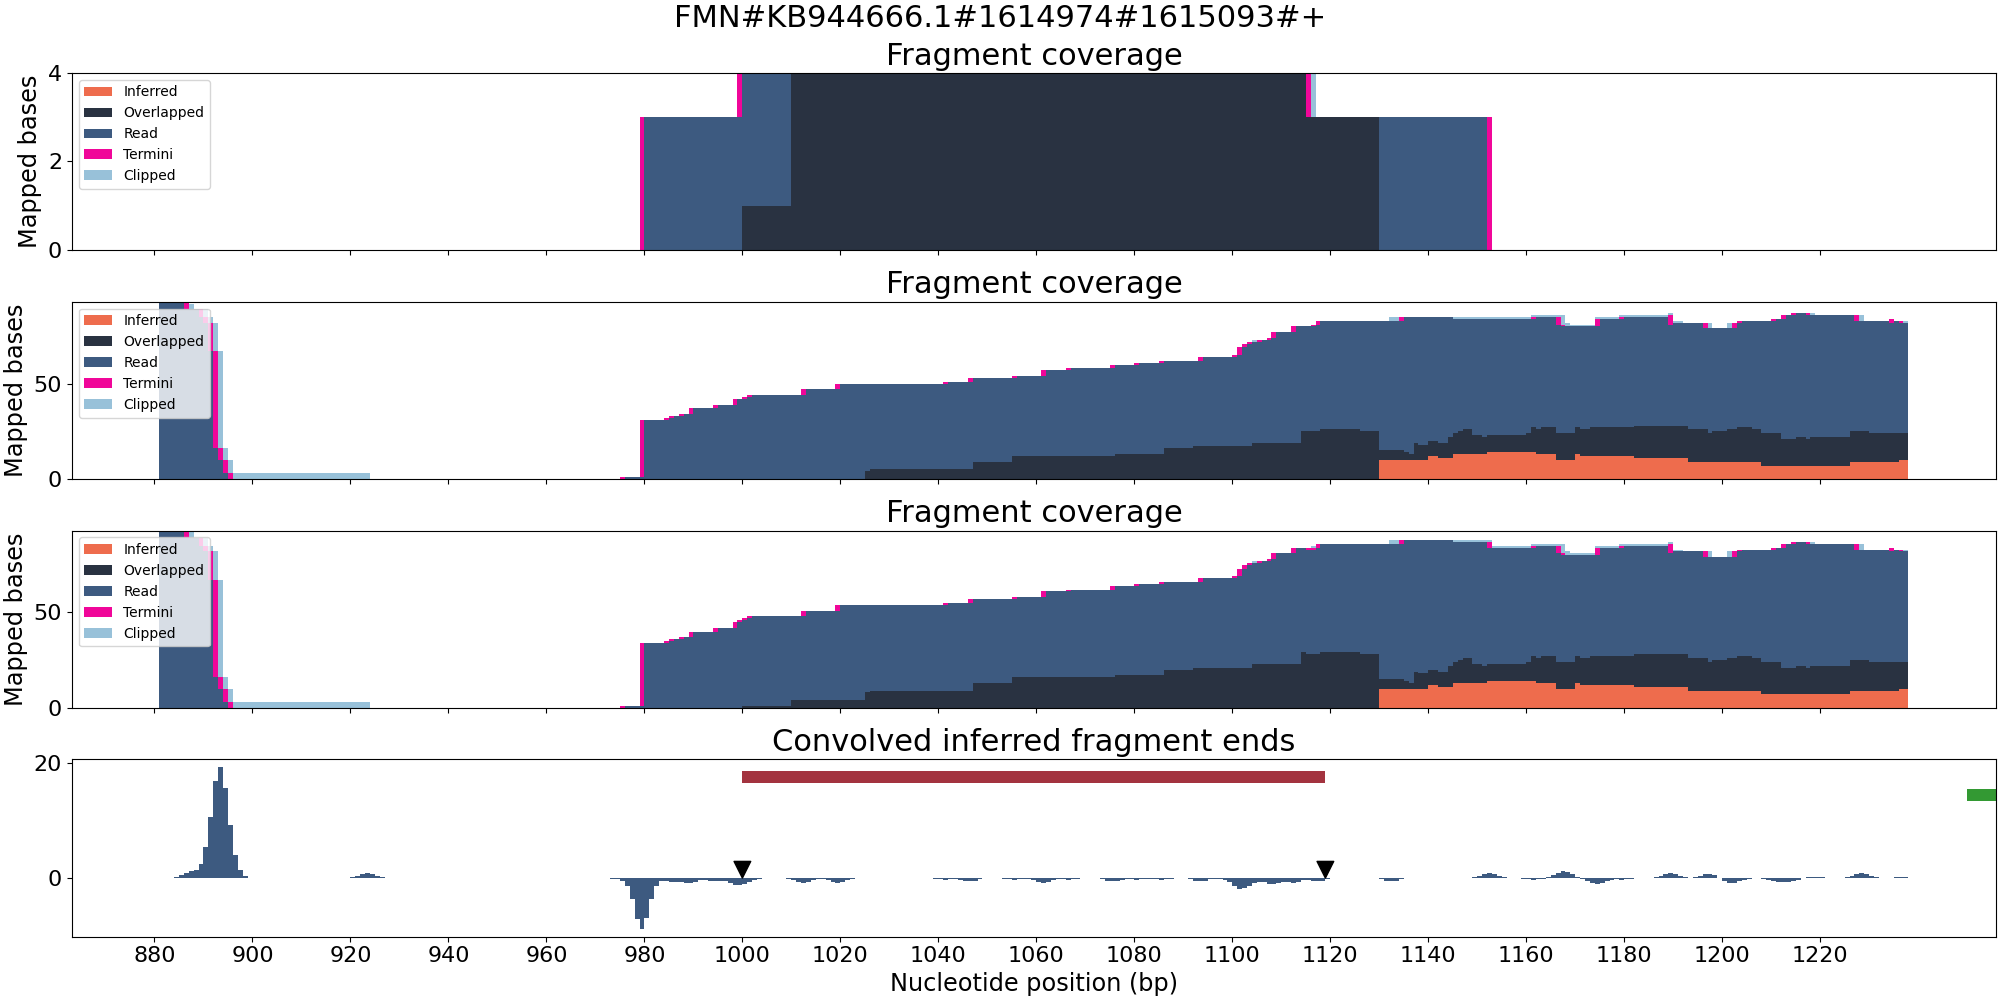 FMN#KB944666.1#1614974#1615093#+
Fragment coverage
Mapped bases
4
2
0
Inferred
Overlapped
Read
Termini
Clipped
Fragment coverage
Mapped bases
50
0
Inferred
Overlapped
Read
Termini
Clipped
Fragment coverage
Mapped bases
50
0
Inferred
Overlapped
Read
Termini
Clipped
Convolved inferred fragment ends
20
0
880 900 920 940 960 980 1000 1020 1040 1060 1080 1100 1120 1140 1160 1180 1200 1220
Nucleotide position (bp)